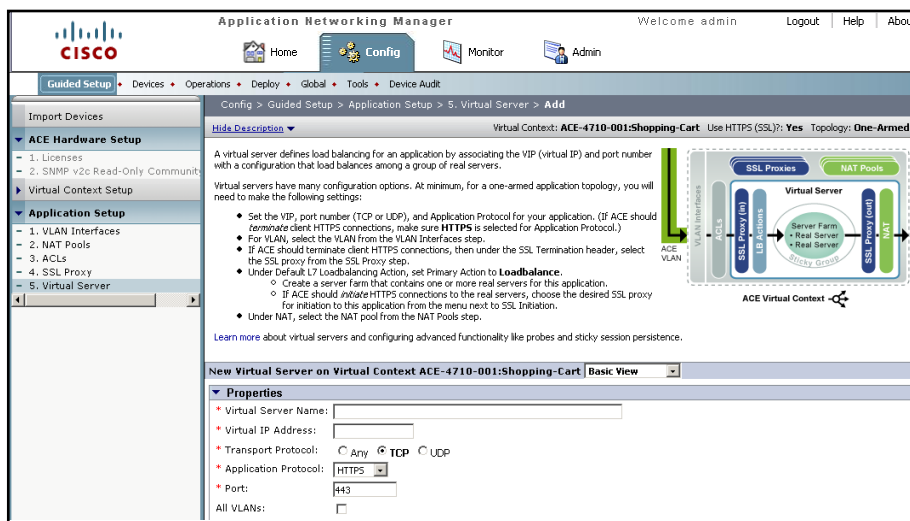 Application Networking Manager
Welcome admin
Logout
Help
Abou
CISCO
Home
Config
Monitor
Admin
Guided Setup
Devices
Operations
Deploy
Global
Tools
Device Audit
Import Devices
ACE Hardware Setup
1. Licenses
2. SNMP v2c Read-Only Community
Virtual Context Setup
Application Setup
1. VLAN Interfaces
2. NAT Pools
3. ACLs
4. SSL Proxy
5. Virtual Server
Config > Guided Setup > Application Setup > 5. Virtual Server > Add
Hide Description
Virtual Context: ACE-4710-001:Shopping-Cart Use HTTPS (SSL)?: Yes Topology: One-Armed
A virtual server defines load balancing for an application by associating the VIP (virtual IP) and port number
with a configuration that load balances among a group of real servers.
Virtual servers have many configuration options. At minimum, for a one-armed application topology, you will
need to make the following settings:
Set the VIP, port number (TCP or UDP), and Application Protocol for your application. (If ACE should
terminate client HTTPS connections, make sure HTTPS is selected for Application Protocol.)
For VLAN, select the VLAN from the VLAN Interfaces step.
If ACE should terminate client HTTPS connections, then under the SSL Termination header, select
the SSL proxy from the SSL Proxy step.
Under Default L7 Loadbalancing Action, set Primary Action to Loadbalance.
Create a server farm that contains one or more real servers for this application.
If ACE should initiate HTTPS connections to the real servers, choose the desired SSL proxy
for initiation to this application from the menu next to SSL Initiation.
Under NAT, select the NAT pool from the NAT Pools step.
Learn more about virtual servers and configuring advanced functionality like probes and sticky session persistence.
SSL Proxies
NAT Pools
Virtual Server
VLAN Interfaces
ACLs
SSL Proxy (in)
LB Actions
Server Farm
• Real Server
• Real Server
Sticky Group
SSL Proxy (out)
NAT
ACE
VLAN
ACE Virtual Context
New Virtual Server on Virtual Context ACE-4710-001:Shopping-Cart Basic View
Properties
* Virtual Server Name:
* Virtual IP Address:
* Transport Protocol: Any TCP UDP
* Application Protocol: HTTPS
* Port: 443
All VLANs: